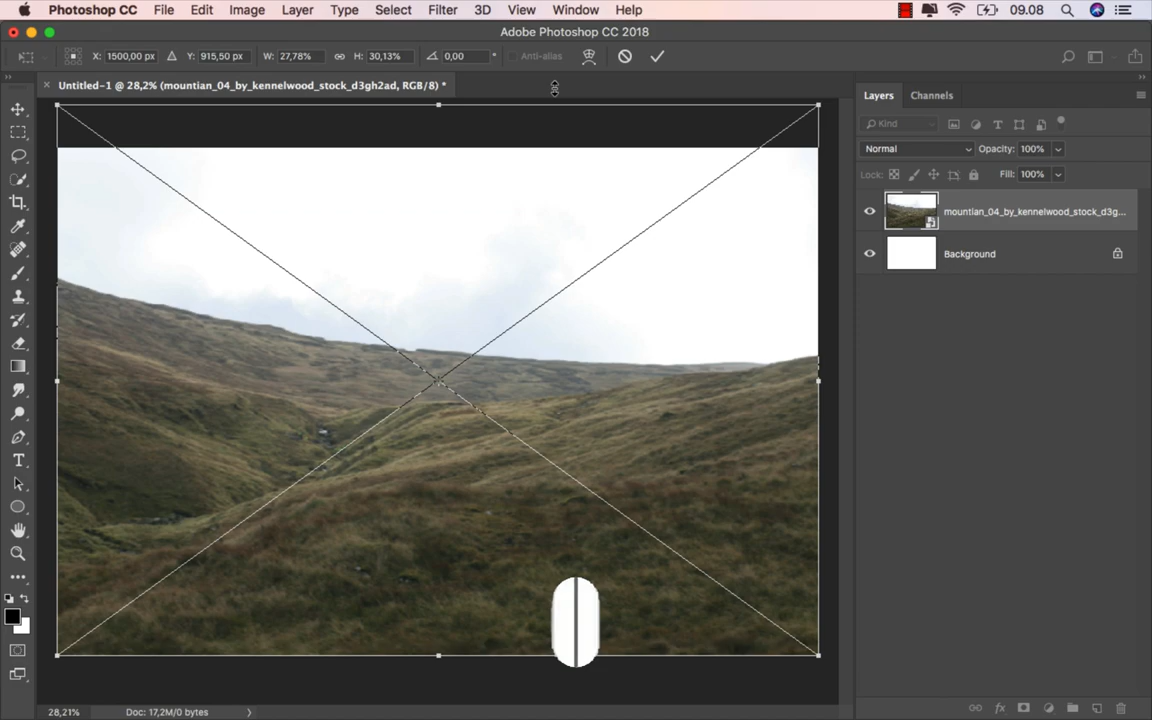 Photoshop CC File Edit Image Layer Type Select Filter 3D View Window Help 09.08
Adobe Photoshop CC 2018
X: 1500,00 px Y: 915,50 px W: 27,78% H: 30,13% 0,00 ° Anti-alias
Untitled-1 @ 28,2% (mountian_04_by_kennelwood_stock_d3gh2ad, RGB/8) *
Layers Channels
Kind
Normal Opacity: 100%
Lock: Fill: 100%
mountian_04_by_kennelwood_stock_d3g...
Background
28,21% Doc: 17,2M/0 bytes